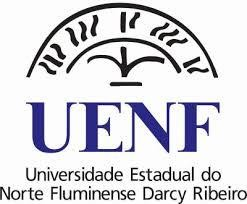 UENF
Universidade Estadual do
Norte Fluminense Darcy Ribeiro